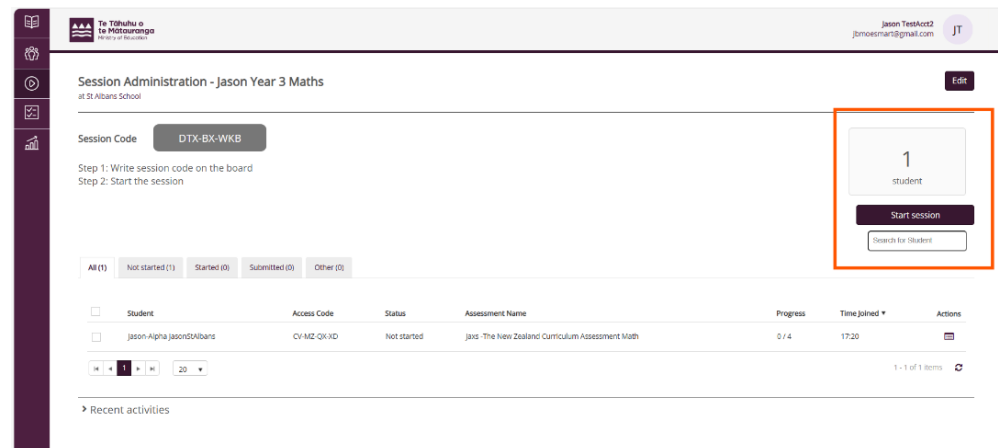 Te Tāhuhu o
te Mātauranga
Ministry of Education
Jason TestAcct2
jbmoesmart@gmail.com
JT
Session Administration - Jason Year 3 Maths
Edit
at St Albans School
Session Code
DTX-BX-WKB
Step 1: Write session code on the board
Step 2: Start the session
1
student
Start session
Search for Student
All (1) Not started (1) Started (0) Submitted (0) Other (0)
Student Access Code Status Assessment Name Progress Time Joined ▼ Actions
Jason-Alpha JasonStAlbans CV-MZ-QX-XD Not started Jaxs -The New Zealand Curriculum Assessment Math 0 / 4 17:20
1 20 1 - 1 of 1 items
Recent activities